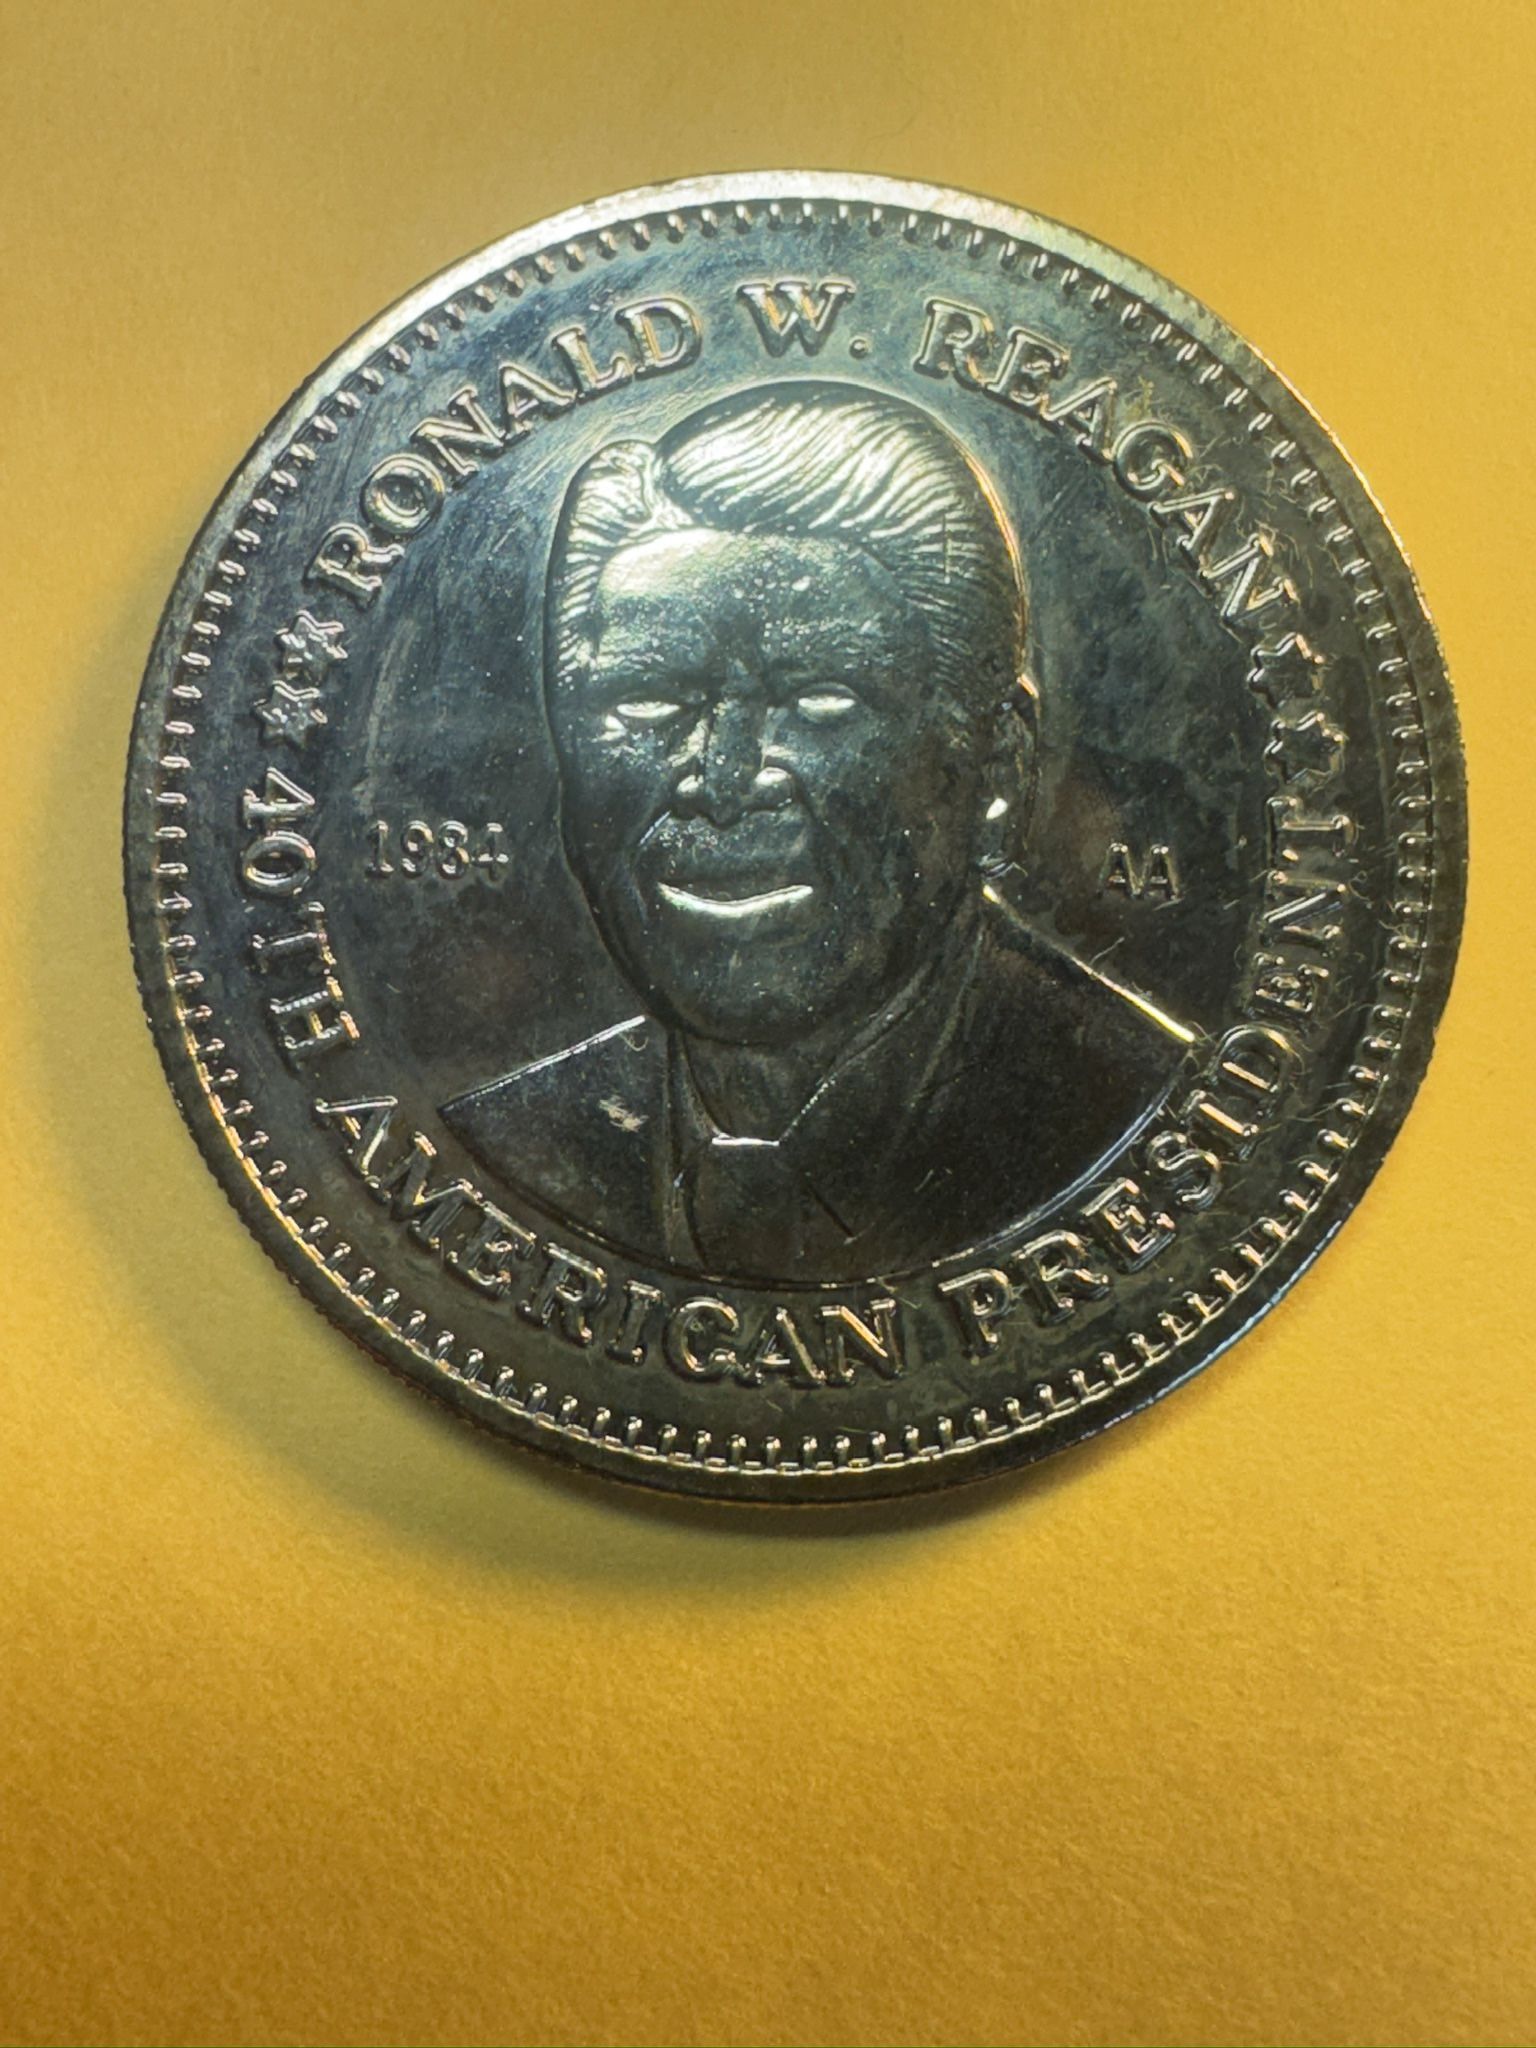 RONALD W. REAGAN
1984
AA
40TH AMERICAN PRESIDENT